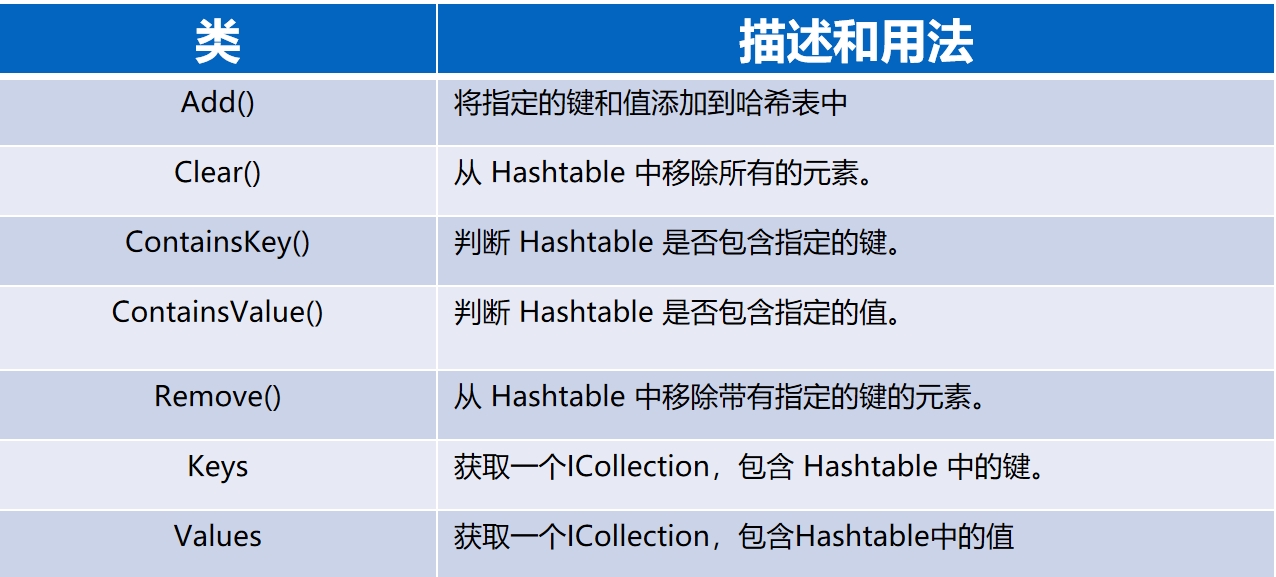 类 描述和用法
Add() 将指定的键和值添加到哈希表中
Clear() 从 Hashtable 中移除所有的元素。
ContainsKey() 判断 Hashtable 是否包含指定的键。
ContainsValue() 判断 Hashtable 是否包含指定的值。
Remove() 从 Hashtable 中移除带有指定的键的元素。
Keys 获取一个ICollection，包含 Hashtable 中的键。
Values 获取一个ICollection，包含Hashtable中的值